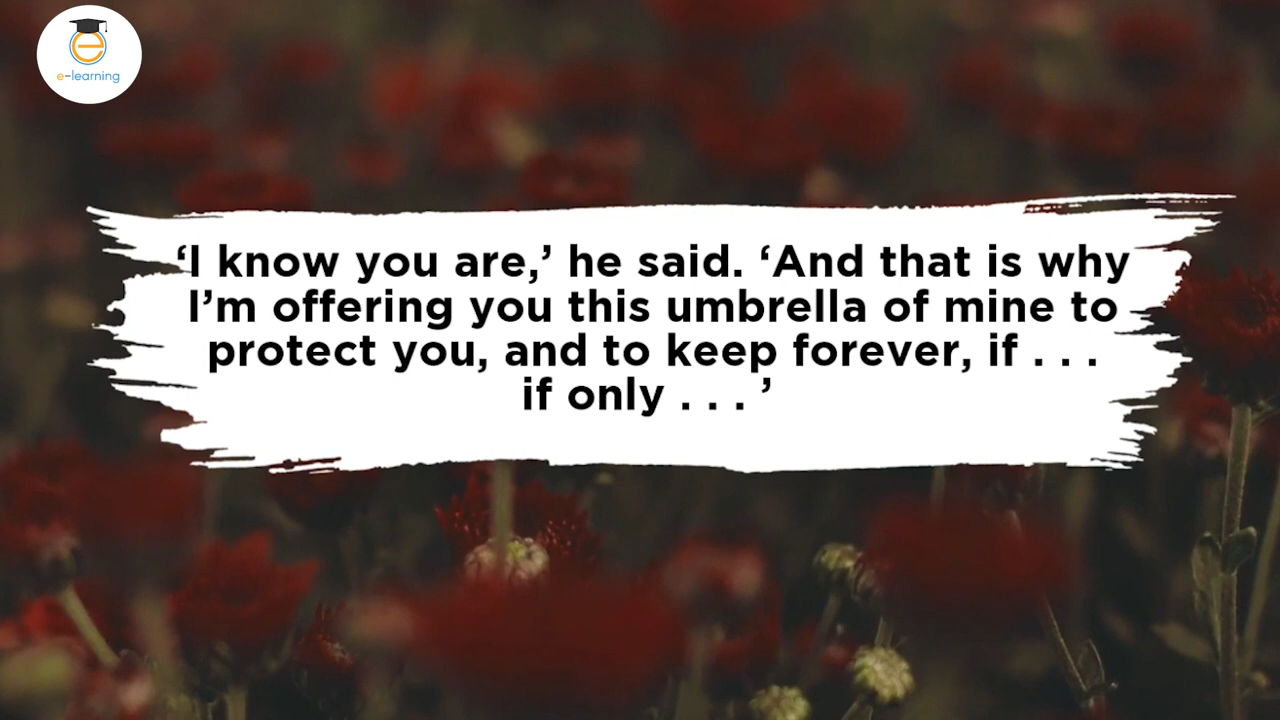 e-learning
‘I know you are,’ he said. ‘And that is why
I’m offering you this umbrella of mine to
protect you, and to keep forever, if . . .
if only . . . ’